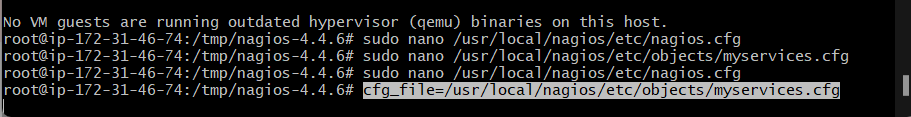 No VM guests are running outdated hypervisor (qemu) binaries on this host.
root@ip-172-31-46-74:/tmp/nagios-4.4.6# sudo nano /usr/local/nagios/etc/nagios.cfg
root@ip-172-31-46-74:/tmp/nagios-4.4.6# sudo nano /usr/local/nagios/etc/objects/myservices.cfg
root@ip-172-31-46-74:/tmp/nagios-4.4.6# sudo nano /usr/local/nagios/etc/nagios.cfg
root@ip-172-31-46-74:/tmp/nagios-4.4.6# cfg_file=/usr/local/nagios/etc/objects/myservices.cfg